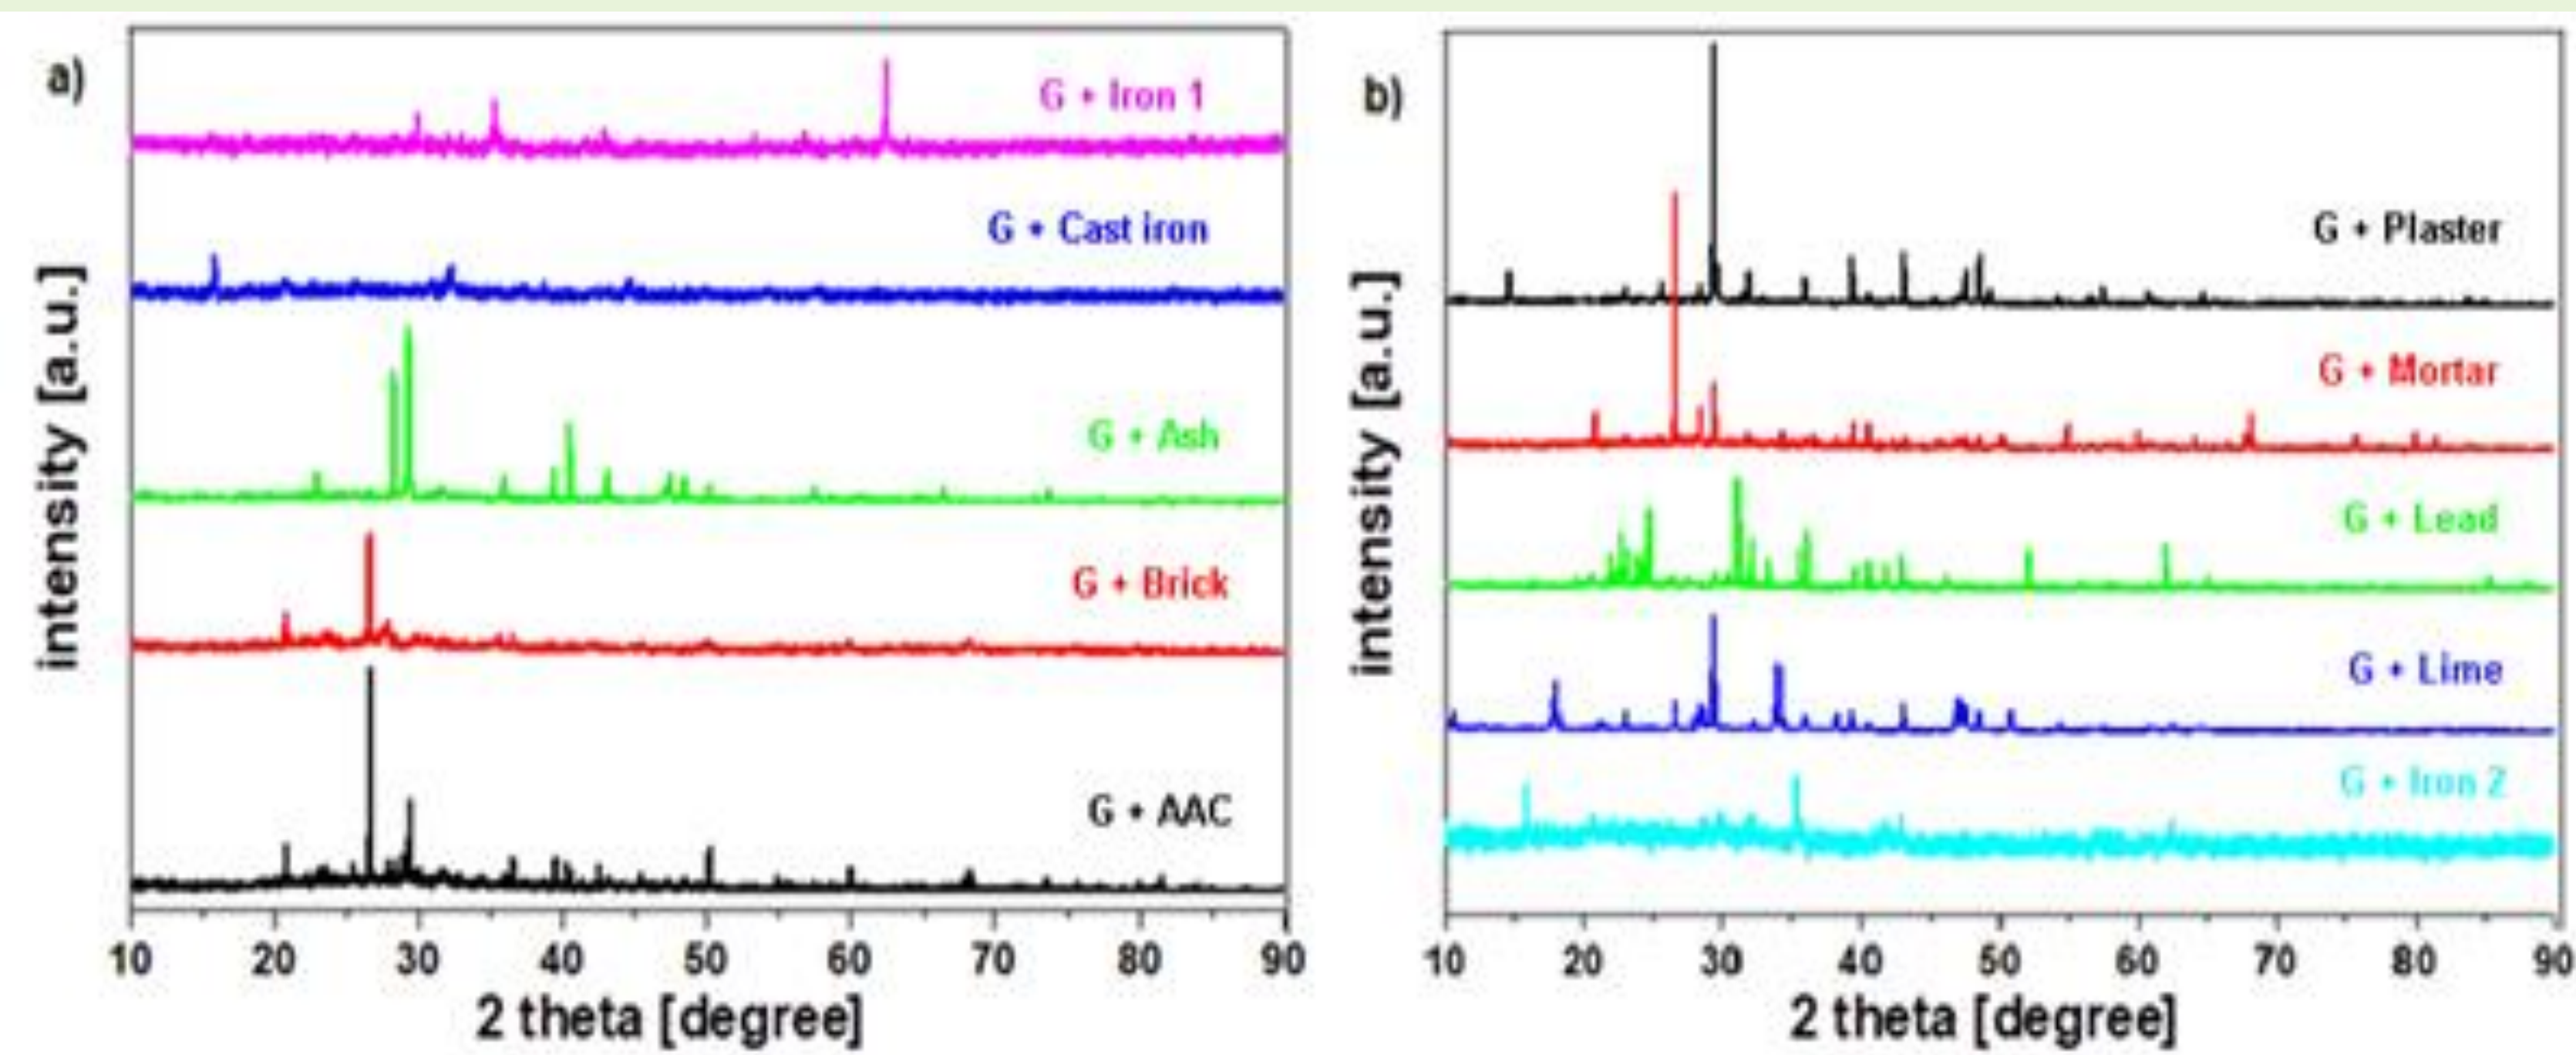 a)
G + Iron 1
G + Cast iron
G + Ash
G + Brick
G + AAC
intensity [a.u.]
10 20 30 40 50 60 70 80 90
2 theta [degree]
b)
G + Plaster
G + Mortar
G + Lead
G + Lime
G + Iron 2
intensity [a.u.]
10 20 30 40 50 60 70 80 90
2 theta [degree]